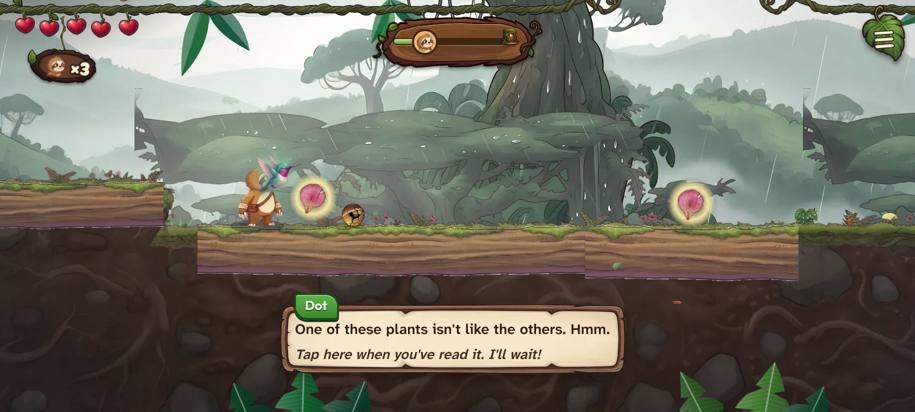 x3
Dot
One of these plants isn't like the others. Hmm.
Tap here when you've read it. I'll wait!